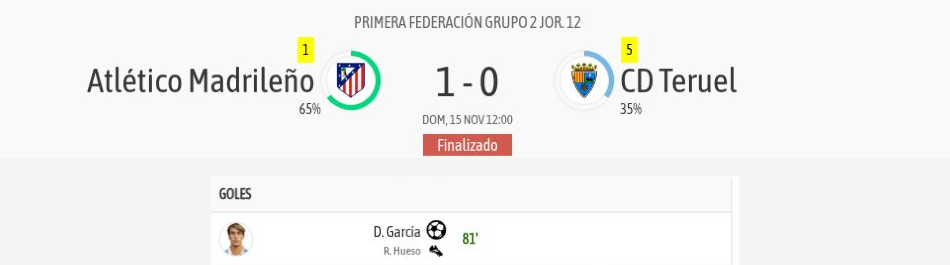 PRIMERA FEDERACIÓN GRUPO 2 JOR. 12
1
Atlético Madrileño
65%
1 - 0
5
CD Teruel
35%
DOM, 15 NOV 12:00
Finalizado
GOLES
D. García 81'
R. Hueso